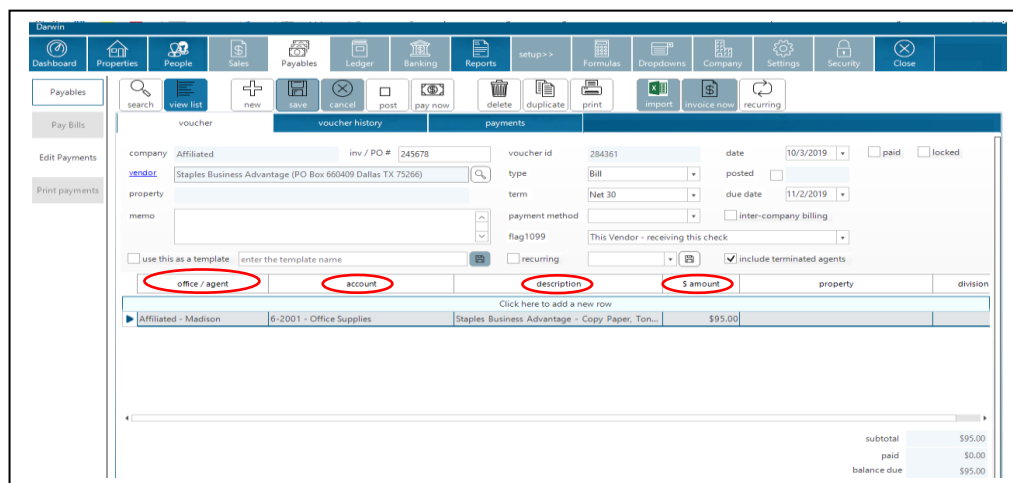 Darwin
Dashboard Properties People Sales Payables Ledger Banking Reports setup>> Formulas Dropdowns Company Settings Security Close
Payables
Pay Bills
Edit Payments
Print payments
search view list new save cancel post pay now delete duplicate print import invoice now recurring
voucher voucher history payments
company Affiliated inv / PO # 245678 voucher id 284361 date 10/3/2019 paid locked
vendor Staples Business Advantage (PO Box 660409 Dallas TX 75266) type Bill posted
property term Net 30 due date 11/2/2019
memo payment method inter-company billing
flag1099 This Vendor - receiving this check
use this as a template enter the template name recurring include terminated agents
office / agent account description $ amount property division
Click here to add a new row
Affiliated - Madison 6-2001 - Office Supplies Staples Business Advantage - Copy Paper, Ton... $95.00
subtotal $95.00
paid $0.00
balance due $95.00